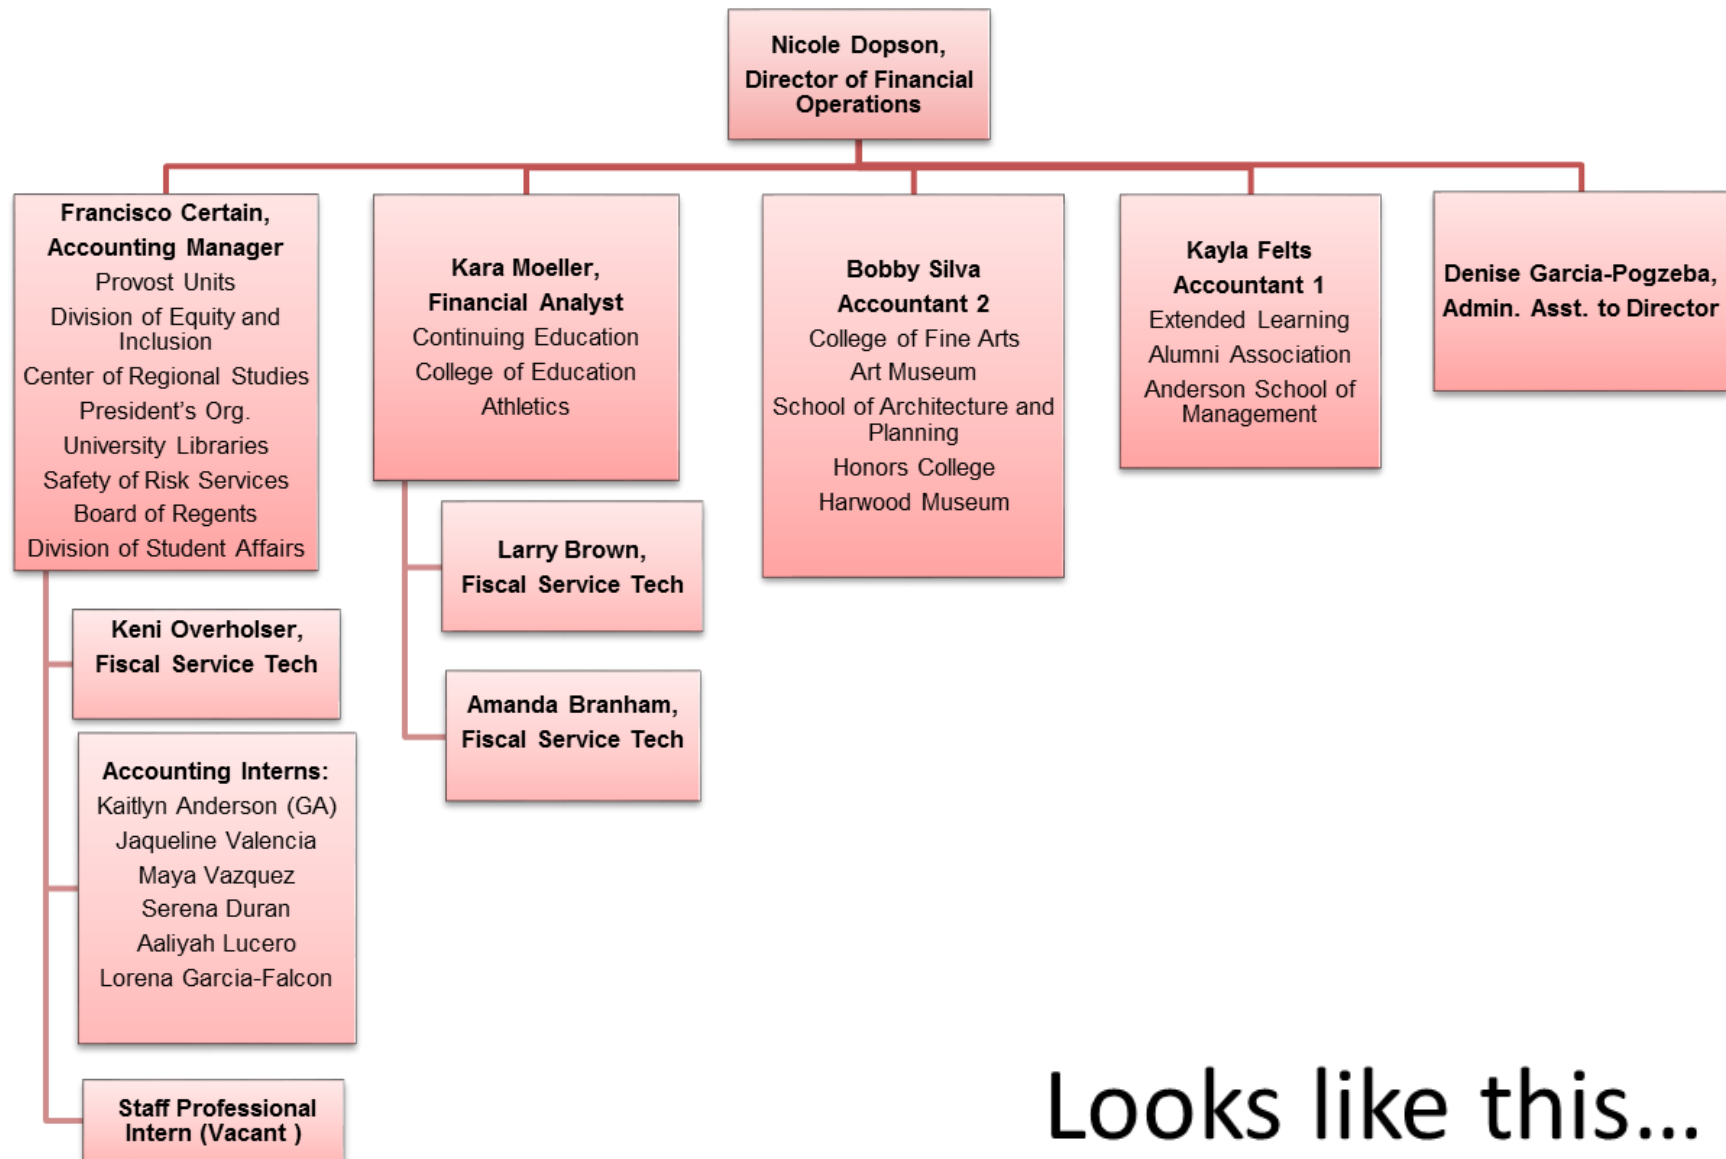 Nicole Dopson,
Director of Financial
Operations
Francisco Certain,
Accounting Manager
Provost Units
Division of Equity and
Inclusion
Center of Regional Studies
President's Org.
University Libraries
Safety of Risk Services
Board of Regents
Division of Student Affairs
Kara Moeller,
Financial Analyst
Continuing Education
College of Education
Athletics
Bobby Silva
Accountant 2
College of Fine Arts
Art Museum
School of Architecture and
Planning
Honors College
Harwood Museum
Kayla Felts
Accountant 1
Extended Learning
Alumni Association
Anderson School of
Management
Denise Garcia-Pogzeba,
Admin. Asst. to Director
Keni Overholser,
Fiscal Service Tech
Accounting Interns:
Kaitlyn Anderson (GA)
Jaqueline Valencia
Maya Vazquez
Serena Duran
Aaliyah Lucero
Lorena Garcia-Falcon
Staff Professional
Intern (Vacant )
Larry Brown,
Fiscal Service Tech
Amanda Branham,
Fiscal Service Tech
Looks like this...